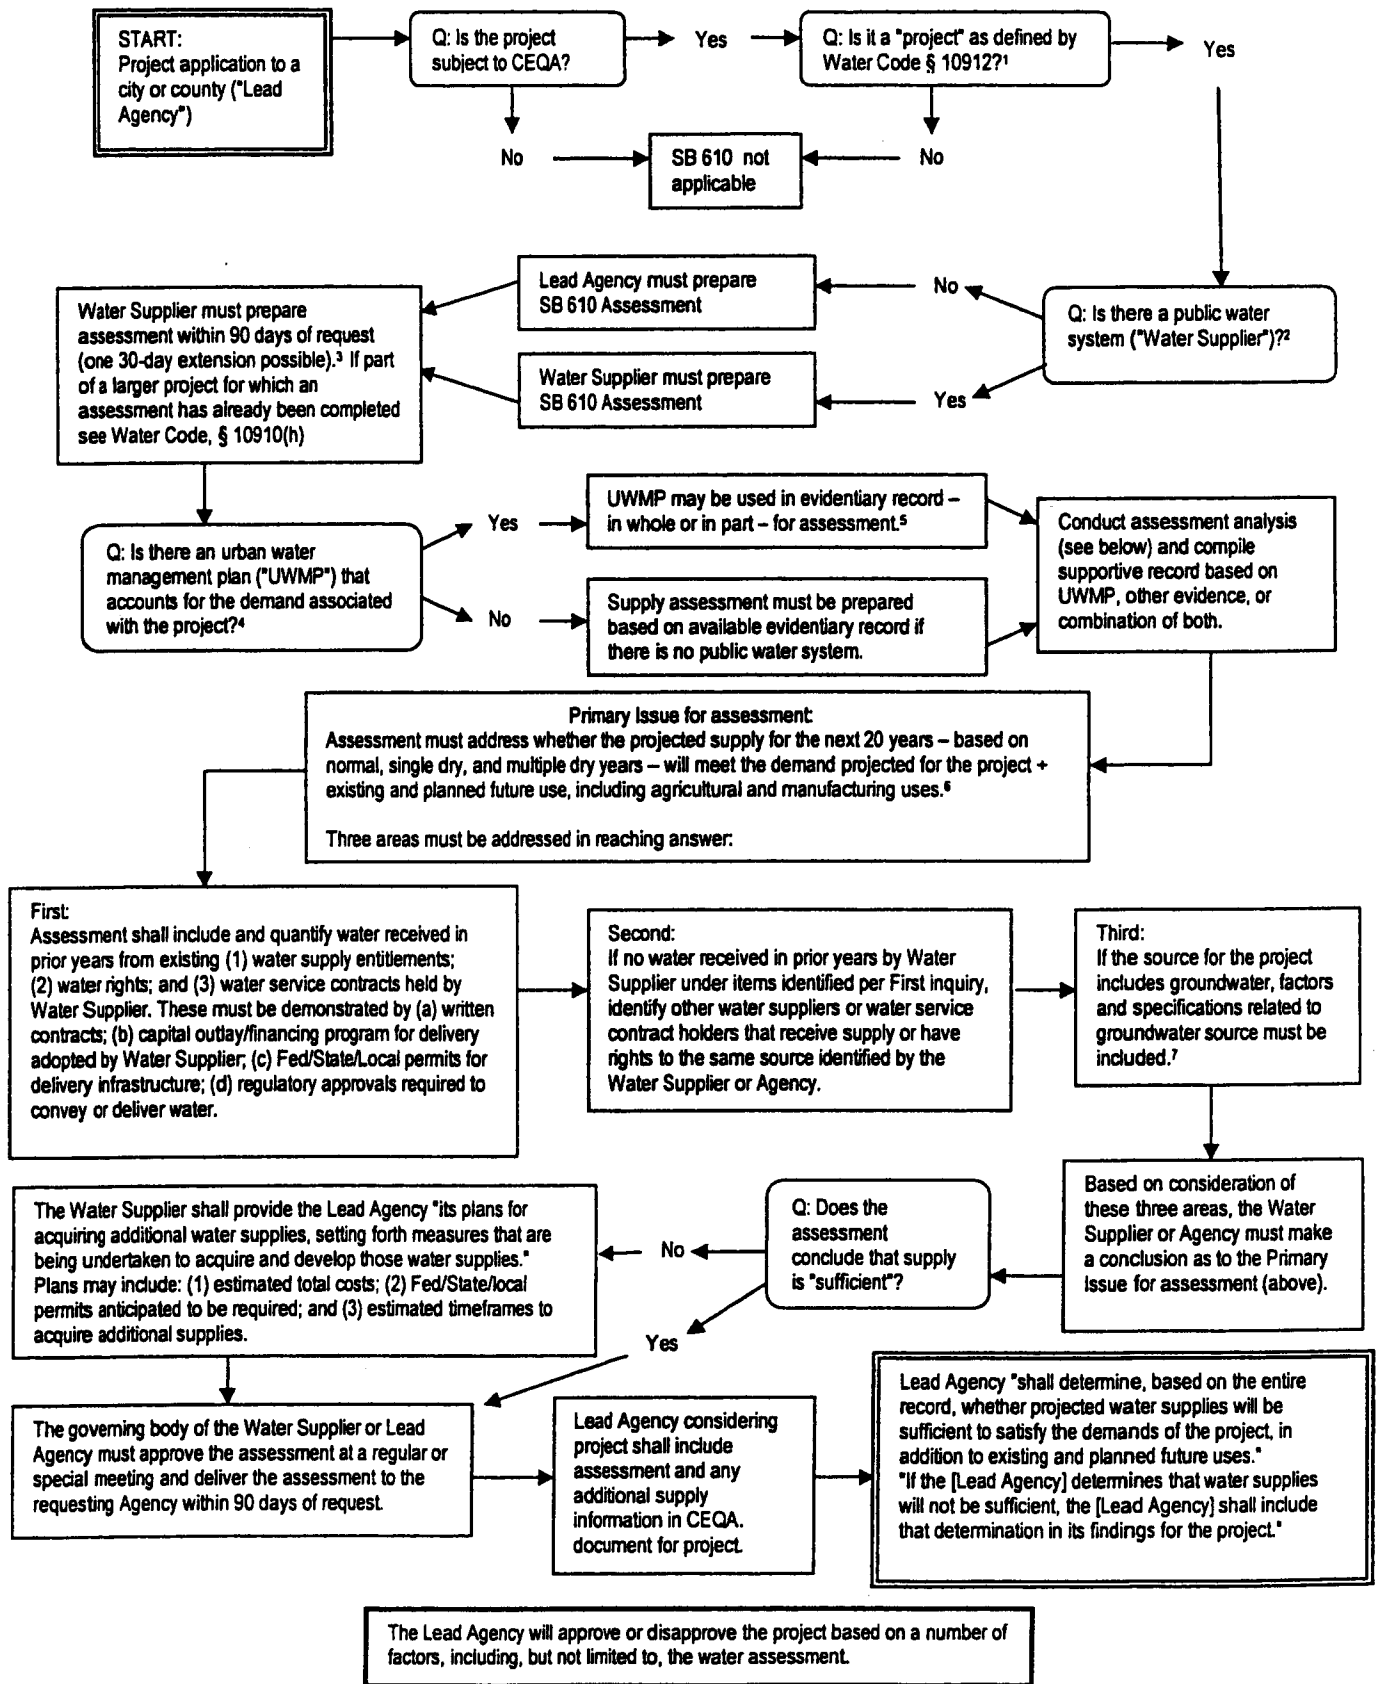 START:
Project application to a
city or county ("Lead
Agency")
Q: Is the project
subject to CEQA?
Yes
Q: Is it a "project" as defined by
Water Code § 10912?¹
Yes
No
SB 610 not
applicable
No
Q: Is there a public water
system ("Water Supplier")?²
No
Lead Agency must prepare
SB 610 Assessment
Yes
Water Supplier must prepare
SB 610 Assessment
Water Supplier must prepare
assessment within 90 days of request
(one 30-day extension possible).³ If part
of a larger project for which an
assessment has already been completed
see Water Code, § 10910(h)
Q: Is there an urban water
management plan ("UWMP") that
accounts for the demand associated
with the project?⁴
Yes
UWMP may be used in evidentiary record –
in whole or in part – for assessment.⁵
No
Supply assessment must be prepared
based on available evidentiary record if
there is no public water system.
Conduct assessment analysis
(see below) and compile
supportive record based on
UWMP, other evidence, or
combination of both.
Primary Issue for assessment:
Assessment must address whether the projected supply for the next 20 years – based on
normal, single dry, and multiple dry years – will meet the demand projected for the project +
existing and planned future use, including agricultural and manufacturing uses.⁶
Three areas must be addressed in reaching answer:
First:
Assessment shall include and quantify water received in
prior years from existing (1) water supply entitlements;
(2) water rights; and (3) water service contracts held by
Water Supplier. These must be demonstrated by (a) written
contracts; (b) capital outlay/financing program for delivery
adopted by Water Supplier; (c) Fed/State/Local permits for
delivery infrastructure; (d) regulatory approvals required to
convey or deliver water.
Second:
If no water received in prior years by Water
Supplier under items identified per First inquiry,
identify other water suppliers or water service
contract holders that receive supply or have
rights to the same source identified by the
Water Supplier or Agency.
Third:
If the source for the project
includes groundwater, factors
and specifications related to
groundwater source must be
included.⁷
Based on consideration of
these three areas, the Water
Supplier or Agency must make
a conclusion as to the Primary
Issue for assessment (above).
Q: Does the
assessment
conclude that supply
is "sufficient"?
No
The Water Supplier shall provide the Lead Agency "its plans for
acquiring additional water supplies, setting forth measures that are
being undertaken to acquire and develop those water supplies."
Plans may include: (1) estimated total costs; (2) Fed/State/local
permits anticipated to be required; and (3) estimated timeframes to
acquire additional supplies.
Yes
The governing body of the Water Supplier or Lead
Agency must approve the assessment at a regular or
special meeting and deliver the assessment to the
requesting Agency within 90 days of request.
Lead Agency considering
project shall include
assessment and any
additional supply
information in CEQA.
document for project.
Lead Agency "shall determine, based on the entire
record, whether projected water supplies will be
sufficient to satisfy the demands of the project, in
addition to existing and planned future uses."
"If the [Lead Agency] determines that water supplies
will not be sufficient, the [Lead Agency] shall include
that determination in its findings for the project."
The Lead Agency will approve or disapprove the project based on a number of
factors, including, but not limited to, the water assessment.